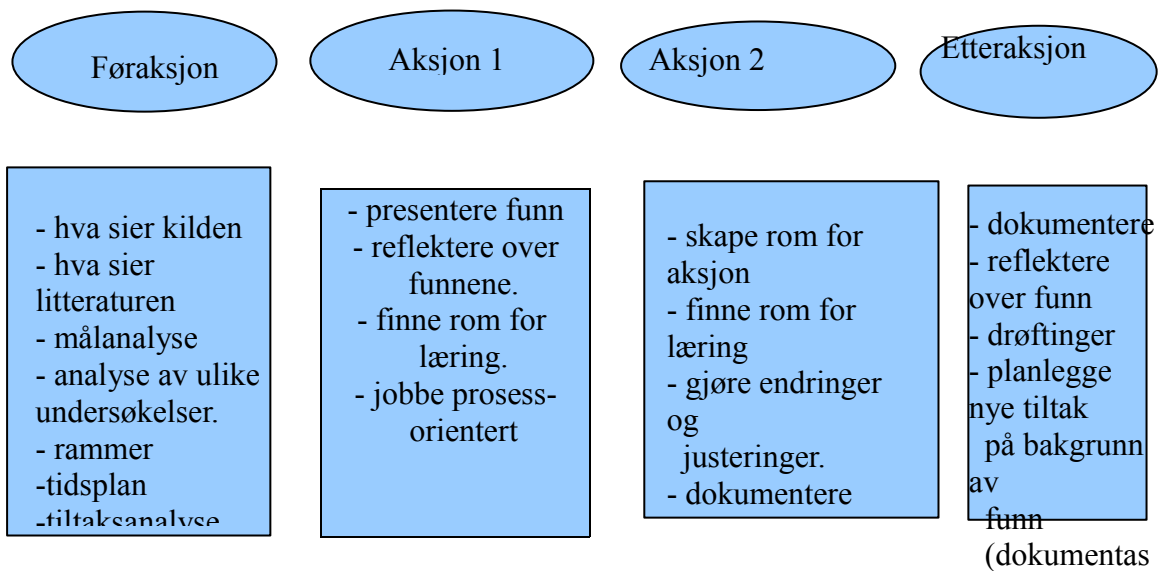 Føraksjon
Aksjon 1
Aksjon 2
Etteraksjon
- hva sier kilden
- hva sier
litteraturen
- målanalyse
- analyse av ulike
undersøkelser.
- rammer
-tidsplan
-tiltaksanalyse
- presentere funn
- reflektere over
funnene.
- finne rom for
læring.
- jobbe prosess-
orientert
- skape rom for
aksjon
- finne rom for
læring
- gjøre endringer
og
justeringer.
- dokumentere
- dokumentere
- reflektere
over funn
- drøftinger
- planlegge
nye tiltak
på bakgrunn
av
funn
(dokumentas